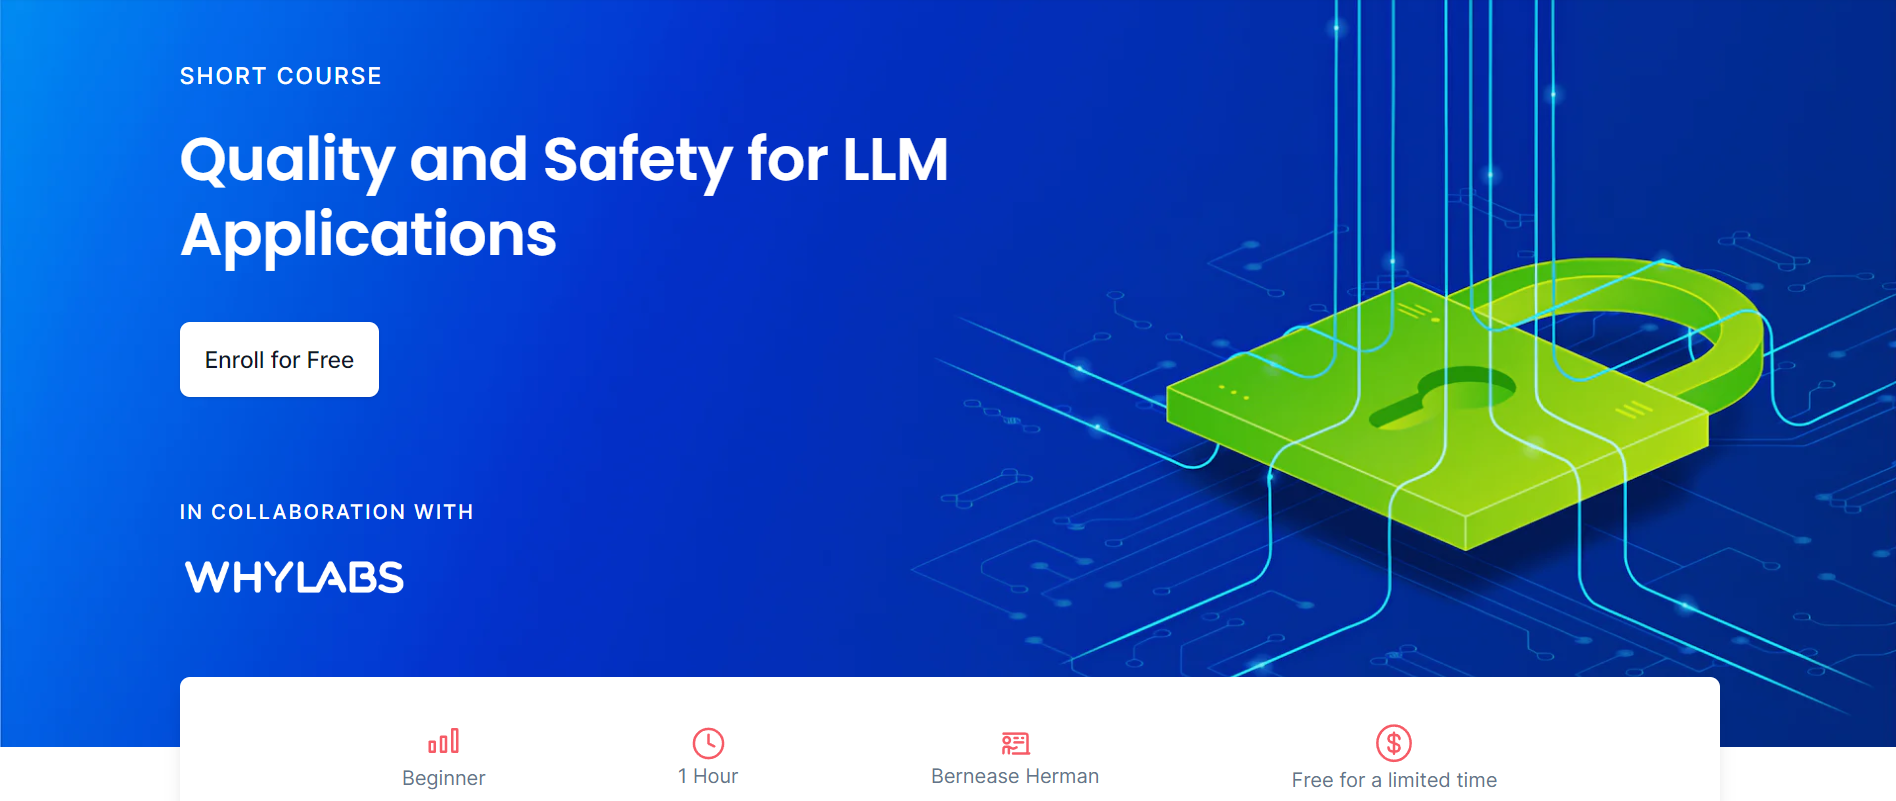 SHORT COURSE
Quality and Safety for LLM
Applications
Enroll for Free
IN COLLABORATION WITH
WHYLABS
Beginner
1 Hour
Bernease Herman
Free for a limited time